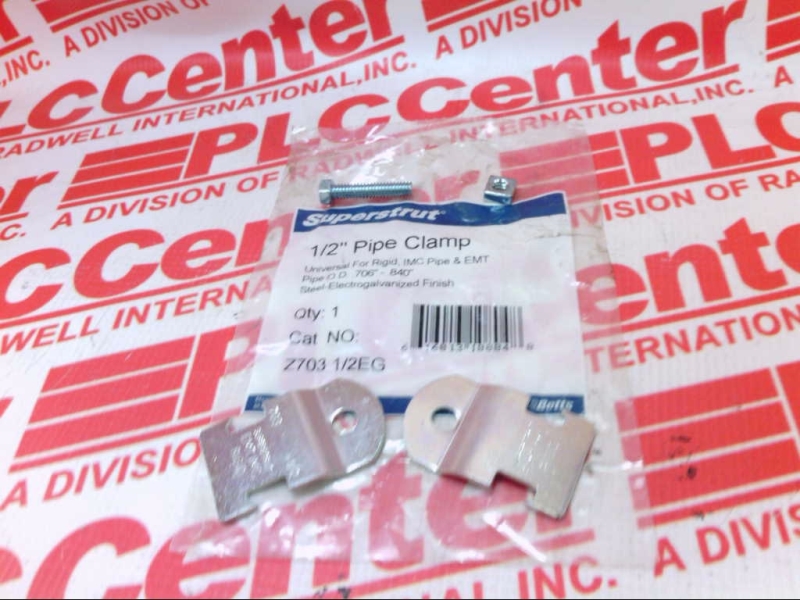 PLCCenter
A DIVISION OF RADWELL INTERNATIONAL, INC.
Superstrut®
1/2" Pipe Clamp
Universal For Rigid, IMC Pipe & EMT
Pipe O.D. .706" - .840"
Steel-Electrogalvanized Finish
Qty: 1
Cat NO:
Z703 1/2EG
Betts
703